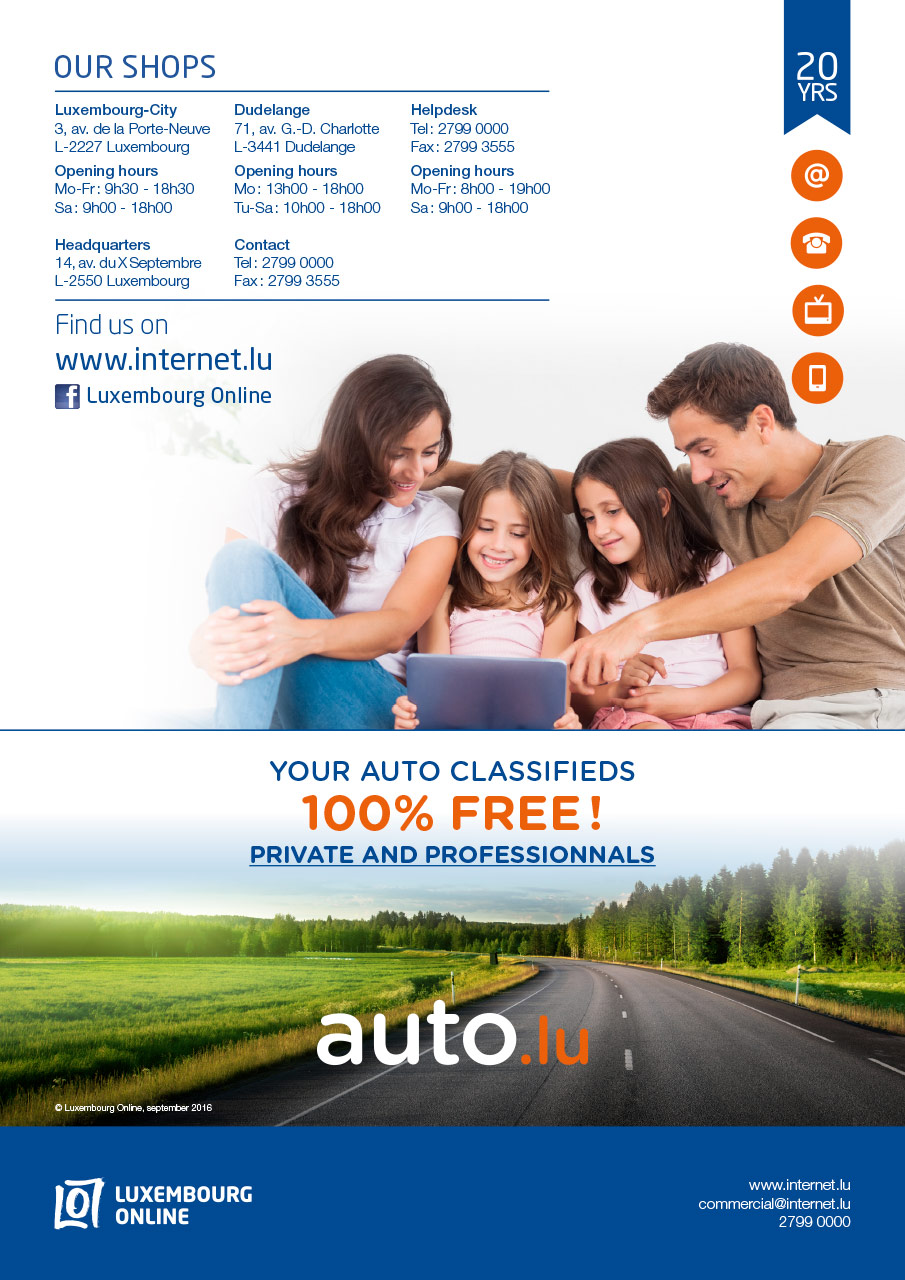 OUR SHOPS
20
YRS
Luxembourg-City
3, av. de la Porte-Neuve
L-2227 Luxembourg
Opening hours
Mo-Fr : 9h30 - 18h30
Sa : 9h00 - 18h00
Dudelange
71, av. G.-D. Charlotte
L-3441 Dudelange
Opening hours
Mo : 13h00 - 18h00
Tu-Sa : 10h00 - 18h00
Helpdesk
Tel : 2799 0000
Fax : 2799 3555
Opening hours
Mo-Fr : 8h00 - 19h00
Sa : 9h00 - 18h00
Headquarters
14, av. du X Septembre
L-2550 Luxembourg
Contact
Tel : 2799 0000
Fax : 2799 3555
@
Find us on
www.internet.lu
f Luxembourg Online
YOUR AUTO CLASSIFIEDS
100% FREE !
PRIVATE AND PROFESSIONNALS
auto.lu
© Luxembourg Online, september 2016
LUXEMBOURG
ONLINE
www.internet.lu
commercial@internet.lu
2799 0000